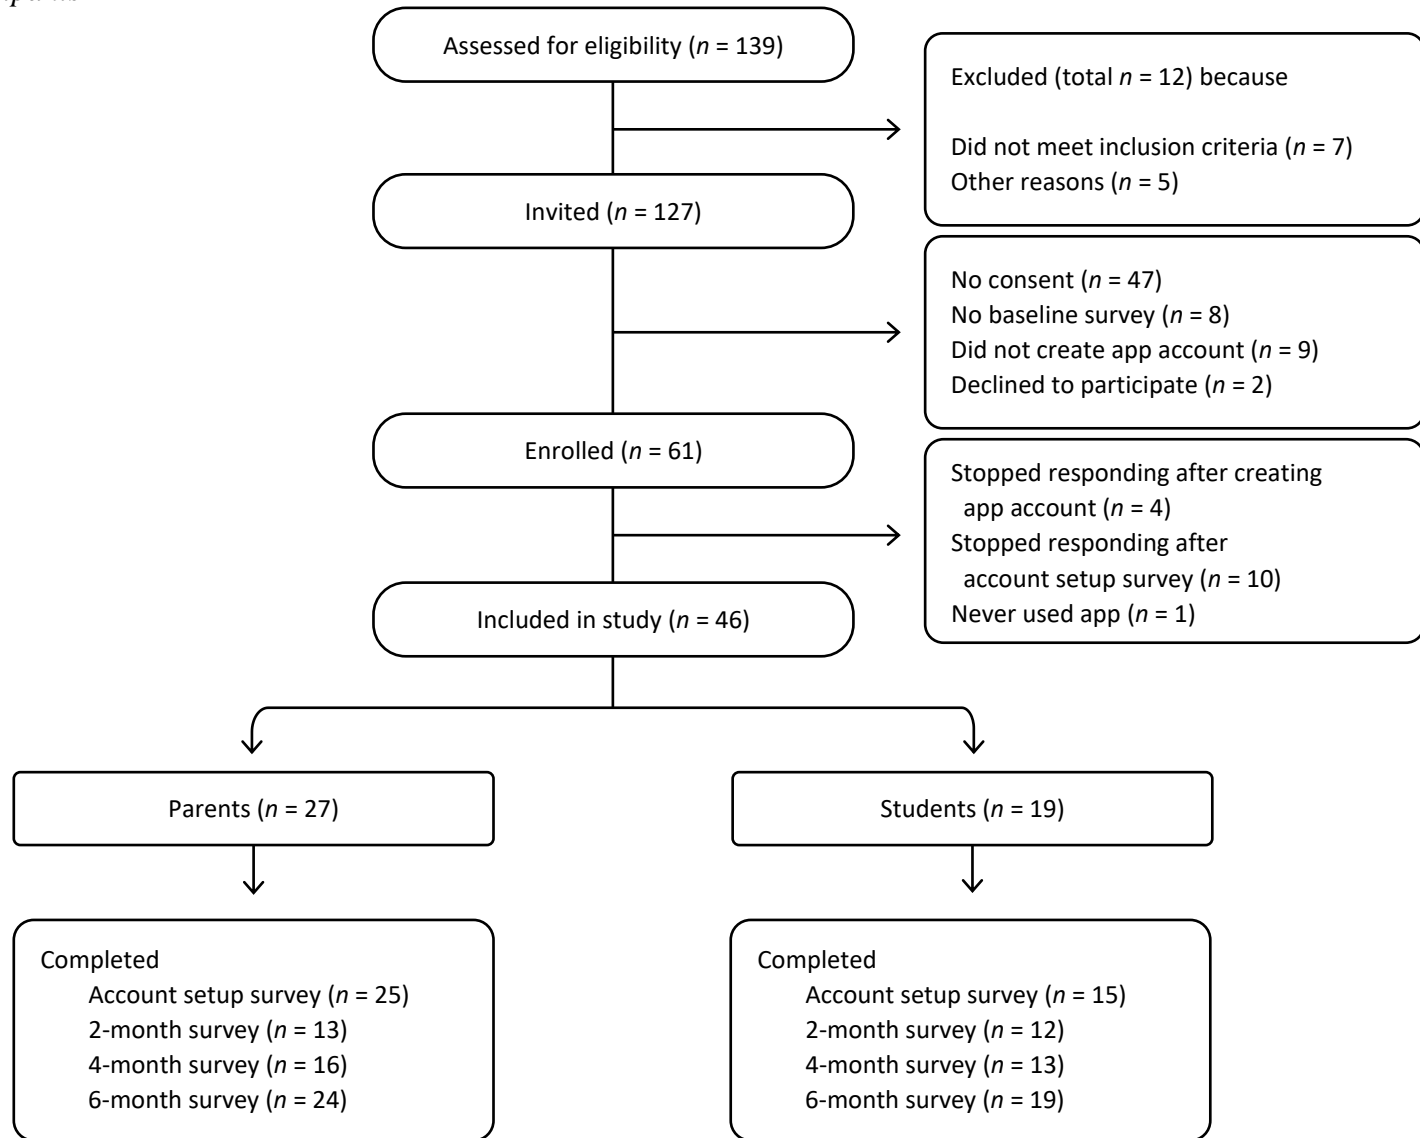 Assessed for eligibility (n = 139)
Excluded (total n = 12) because
Did not meet inclusion criteria (n = 7)
Other reasons (n = 5)
Invited (n = 127)
No consent (n = 47)
No baseline survey (n = 8)
Did not create app account (n = 9)
Declined to participate (n = 2)
Enrolled (n = 61)
Stopped responding after creating
app account (n = 4)
Stopped responding after
account setup survey (n = 10)
Never used app (n = 1)
Included in study (n = 46)
Parents (n = 27)
Students (n = 19)
Completed
Account setup survey (n = 25)
2-month survey (n = 13)
4-month survey (n = 16)
6-month survey (n = 24)
Completed
Account setup survey (n = 15)
2-month survey (n = 12)
4-month survey (n = 13)
6-month survey (n = 19)